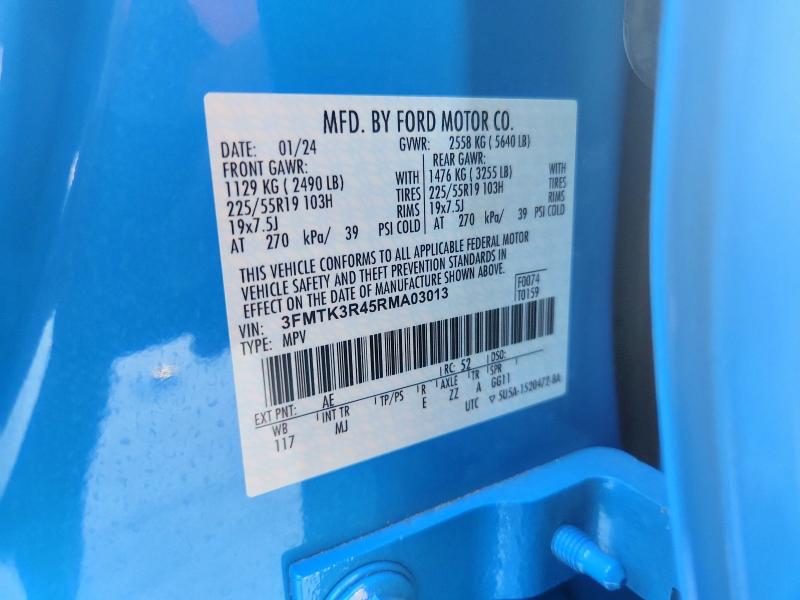 MFD. BY FORD MOTOR CO.
DATE: 01/24 GVWR: 2558 KG ( 5640 LB)
FRONT GAWR: REAR GAWR:
1129 KG ( 2490 LB) WITH 1476 KG ( 3255 LB) WITH
225/55R19 103H TIRES 225/55R19 103H TIRES
19x7.5J RIMS 19x7.5J RIMS
AT 270 kPa/ 39 PSI COLD AT 270 kPa/ 39 PSI COLD
THIS VEHICLE CONFORMS TO ALL APPLICABLE FEDERAL MOTOR
VEHICLE SAFETY AND THEFT PREVENTION STANDARDS IN
EFFECT ON THE DATE OF MANUFACTURE SHOWN ABOVE.
F0074
T0159
VIN: 3FMTK3R45RMA03013
TYPE: MPV
EXT PNT: AE RC: 52 DSO:
WB INT TR TP/PS R AXLE TR SPR
117 MJ E ZZ A GG11
UTC ▽ 5U5A-1520472-BA